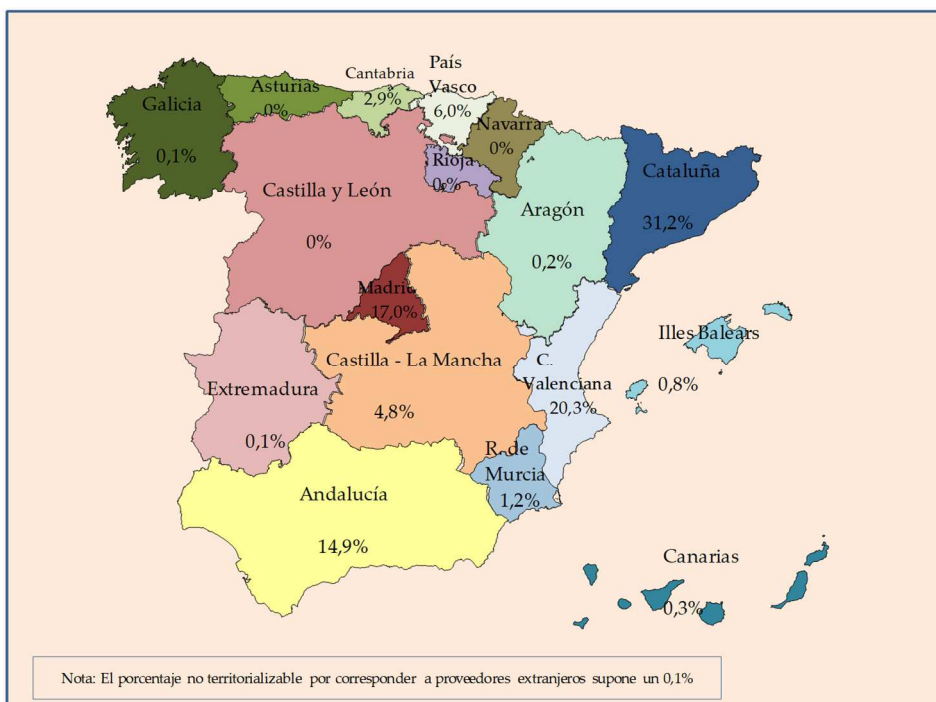 País
Vasco
6,0%
Cantabria
2,9%
Asturias
0%
Galicia
0,1%
Navarra
0%
Rioja
0%
Castilla y León
0%
Cataluña
31,2%
Aragón
0,2%
Madrid
17,0%
Illes Balears
0,8%
Castilla - La Mancha
4,8%
C.
Valenciana
20,3%
Extremadura
0,1%
R. de
Murcia
1,2%
Andalucía
14,9%
Canarias
0,3%
Nota: El porcentaje no territorializable por corresponder a proveedores extranjeros supone un 0,1%